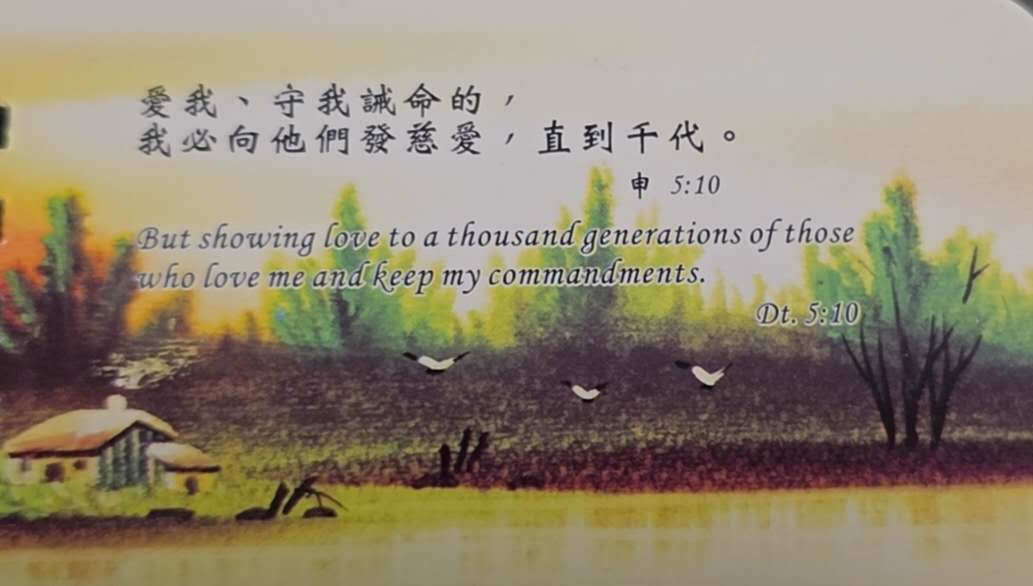 愛我、守我誡命的，
我必向他們發慈愛，直到千代。
申 5:10
But showing love to a thousand generations of those
who love me and keep my commandments.
Dt. 5:10